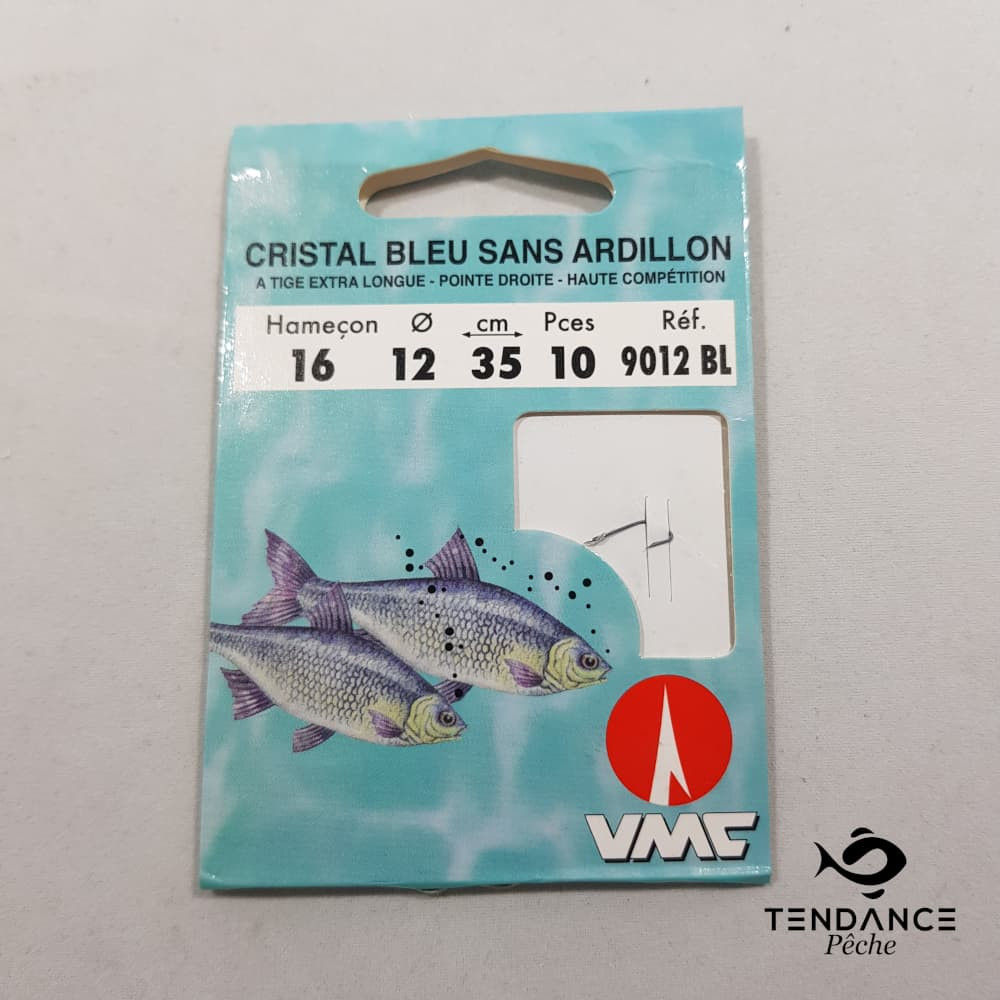 CRISTAL BLEU SANS ARDILLON
A TIGE EXTRA LONGUE - POINTE DROITE - HAUTE COMPÉTITION
Hameçon Ø cm Pces Réf.
16 12 35 10 9012 BL
VMC
TENDANCE
Pêche